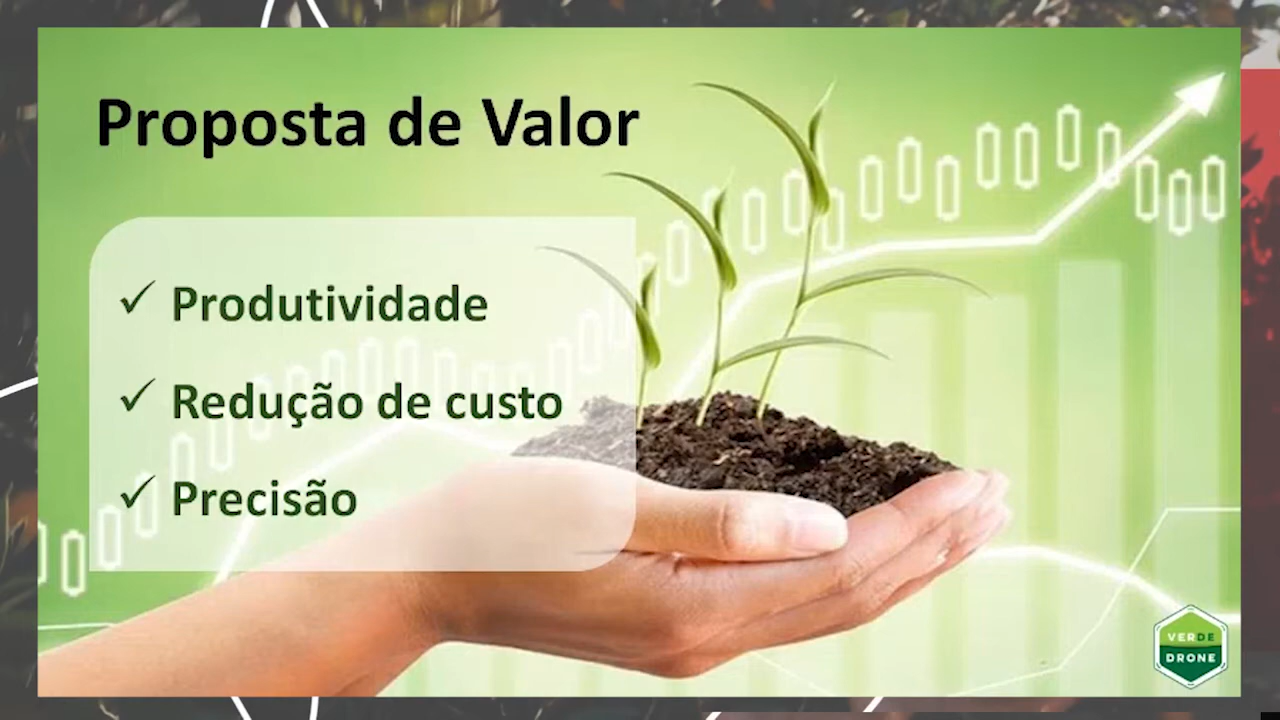 Proposta de Valor
✓ Produtividade
✓ Redução de custo
✓ Precisão
VERDE
DRONE